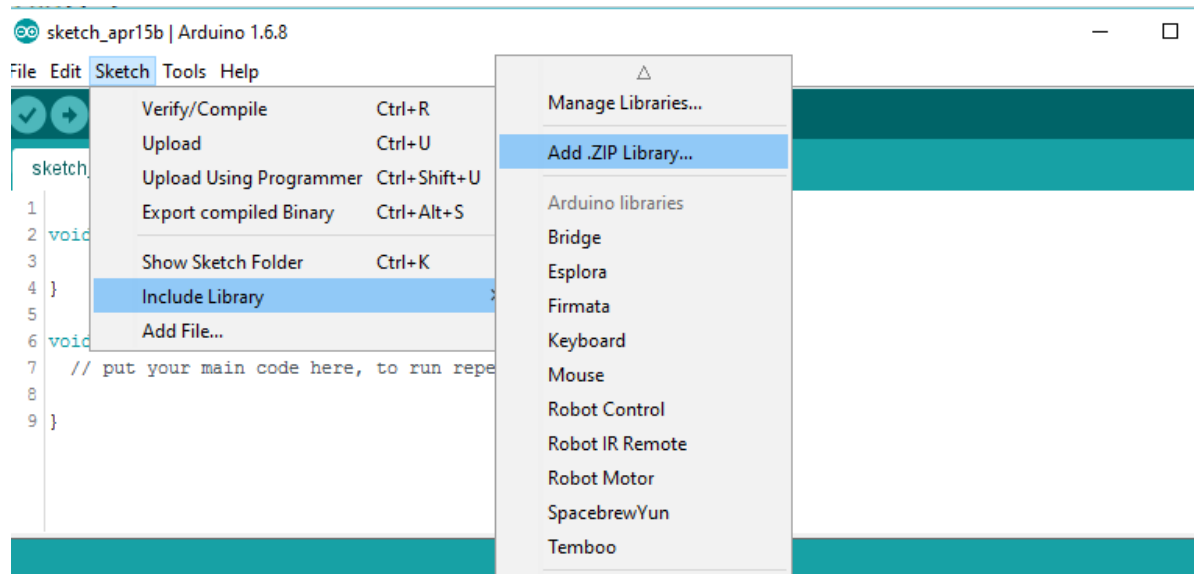 sketch_apr15b | Arduino 1.6.8
File Edit Sketch Tools Help
Verify/Compile Ctrl+R
Upload Ctrl+U
Upload Using Programmer Ctrl+Shift+U
Export compiled Binary Ctrl+Alt+S
Show Sketch Folder Ctrl+K
Include Library
Add File...
Manage Libraries...
Add .ZIP Library...
Arduino libraries
Bridge
Esplora
Firmata
Keyboard
Mouse
Robot Control
Robot IR Remote
Robot Motor
SpacebrewYun
Temboo
sketch_
1
2 void
3
4 }
5
6 void
7 // put your main code here, to run repe
8
9 }